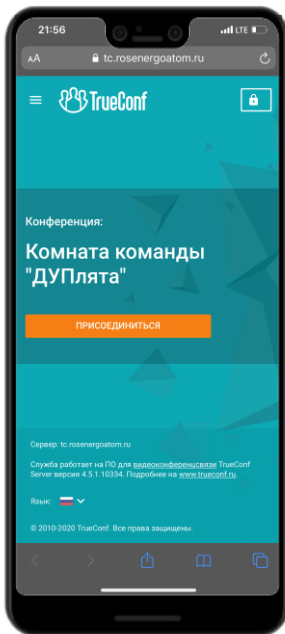 21:56
LTE
AA
tc.rosenergoatom.ru
TrueConf
Конференция:
Комната команды
"ДУПлята"
ПРИСОЕДИНИТЬСЯ
Сервер: tc.rosenergoatom.ru
Служба работает на ПО для видеоконференцсвязи TrueConf
Server версия 4.5.1 10334. Подробнее на www.trueconf.ru.
Язык:
© 2010-2020 TrueConf. Все права защищены.